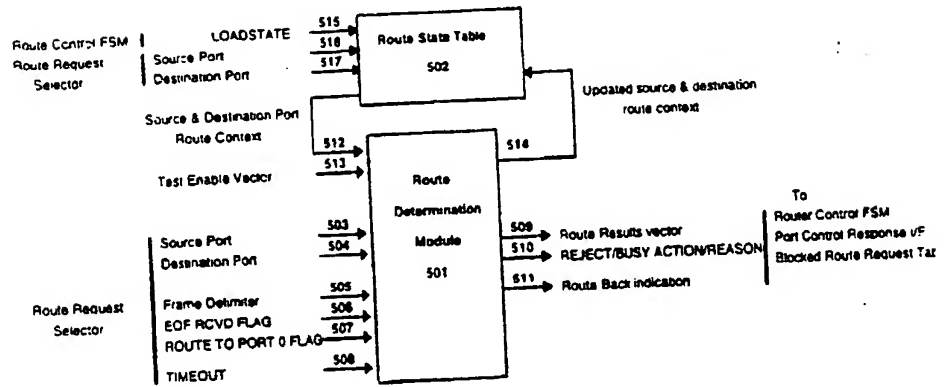 Route Control FSM
Route Request
Selector
LOADSTATE
Source Port
Destination Port
515
516
517
Route State Table
502
Updated source & destination
route context
Source & Destination Port
Route Context
512
513
514
Test Enable Vector
Route
Determination
Module
501
Source Port
Destination Port
503
504
Route Request
Selector
Frame Delimiter
EOF RCVD FLAG
ROUTE TO PORT 0 FLAG
TIMEOUT
505
506
507
508
509
510
511
Route Results vector
REJECT/BUSY ACTION/REASON
Route Back indication
To
Router Control FSM
Port Control Response I/F
Blocked Route Request